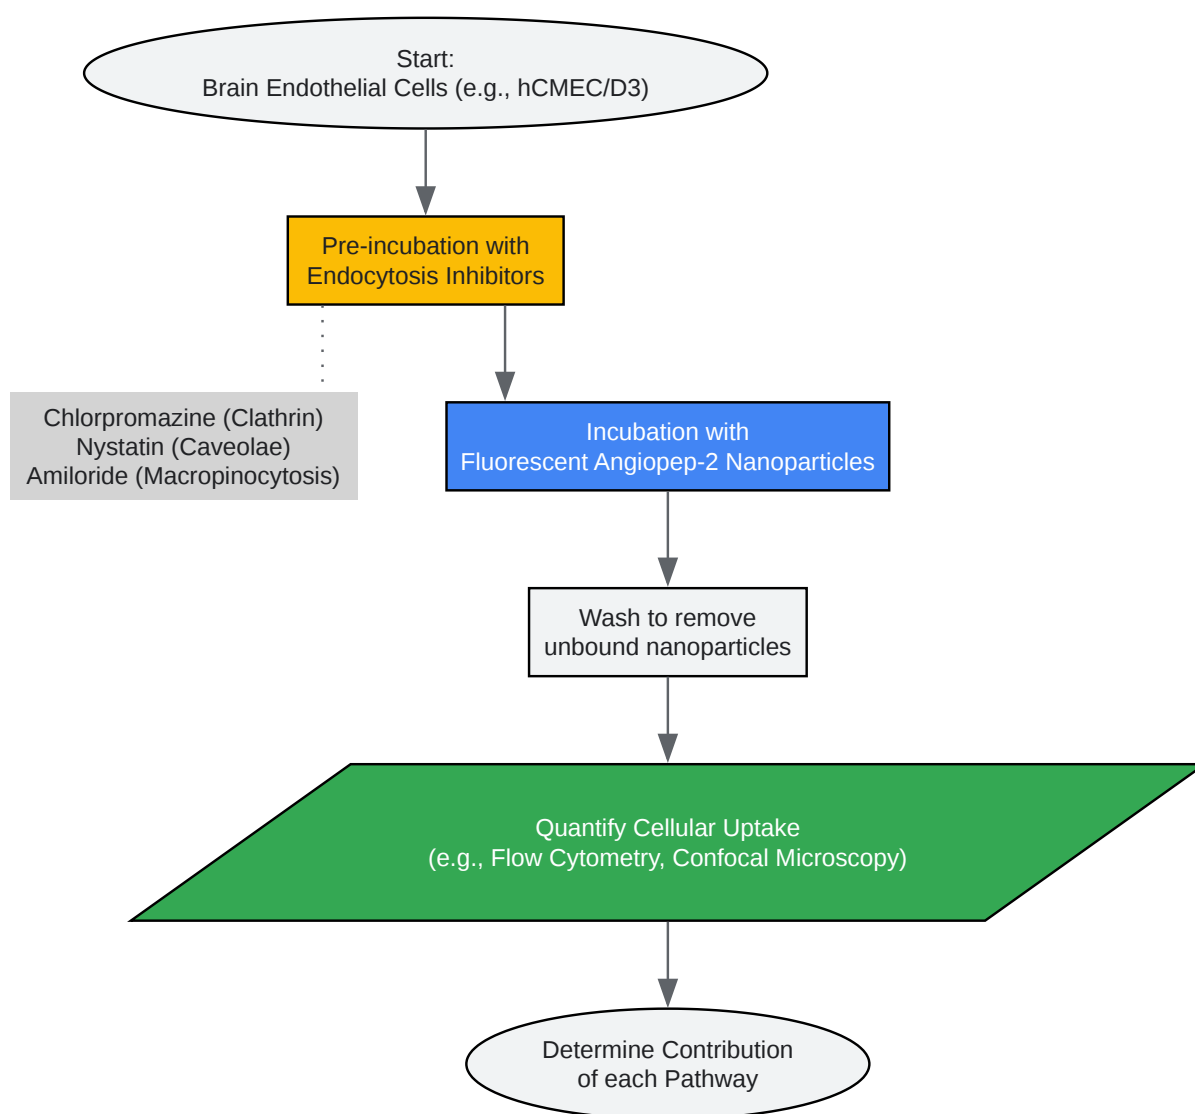 Start:
Brain Endothelial Cells (e.g., hCMEC/D3)
Pre-incubation with
Endocytosis Inhibitors
Chlorpromazine (Clathrin)
Nystatin (Caveolae)
Amiloride (Macropinocytosis)
Incubation with
Fluorescent Angiopep-2 Nanoparticles
Wash to remove
unbound nanoparticles
Quantify Cellular Uptake
(e.g., Flow Cytometry, Confocal Microscopy)
Determine Contribution
of each Pathway